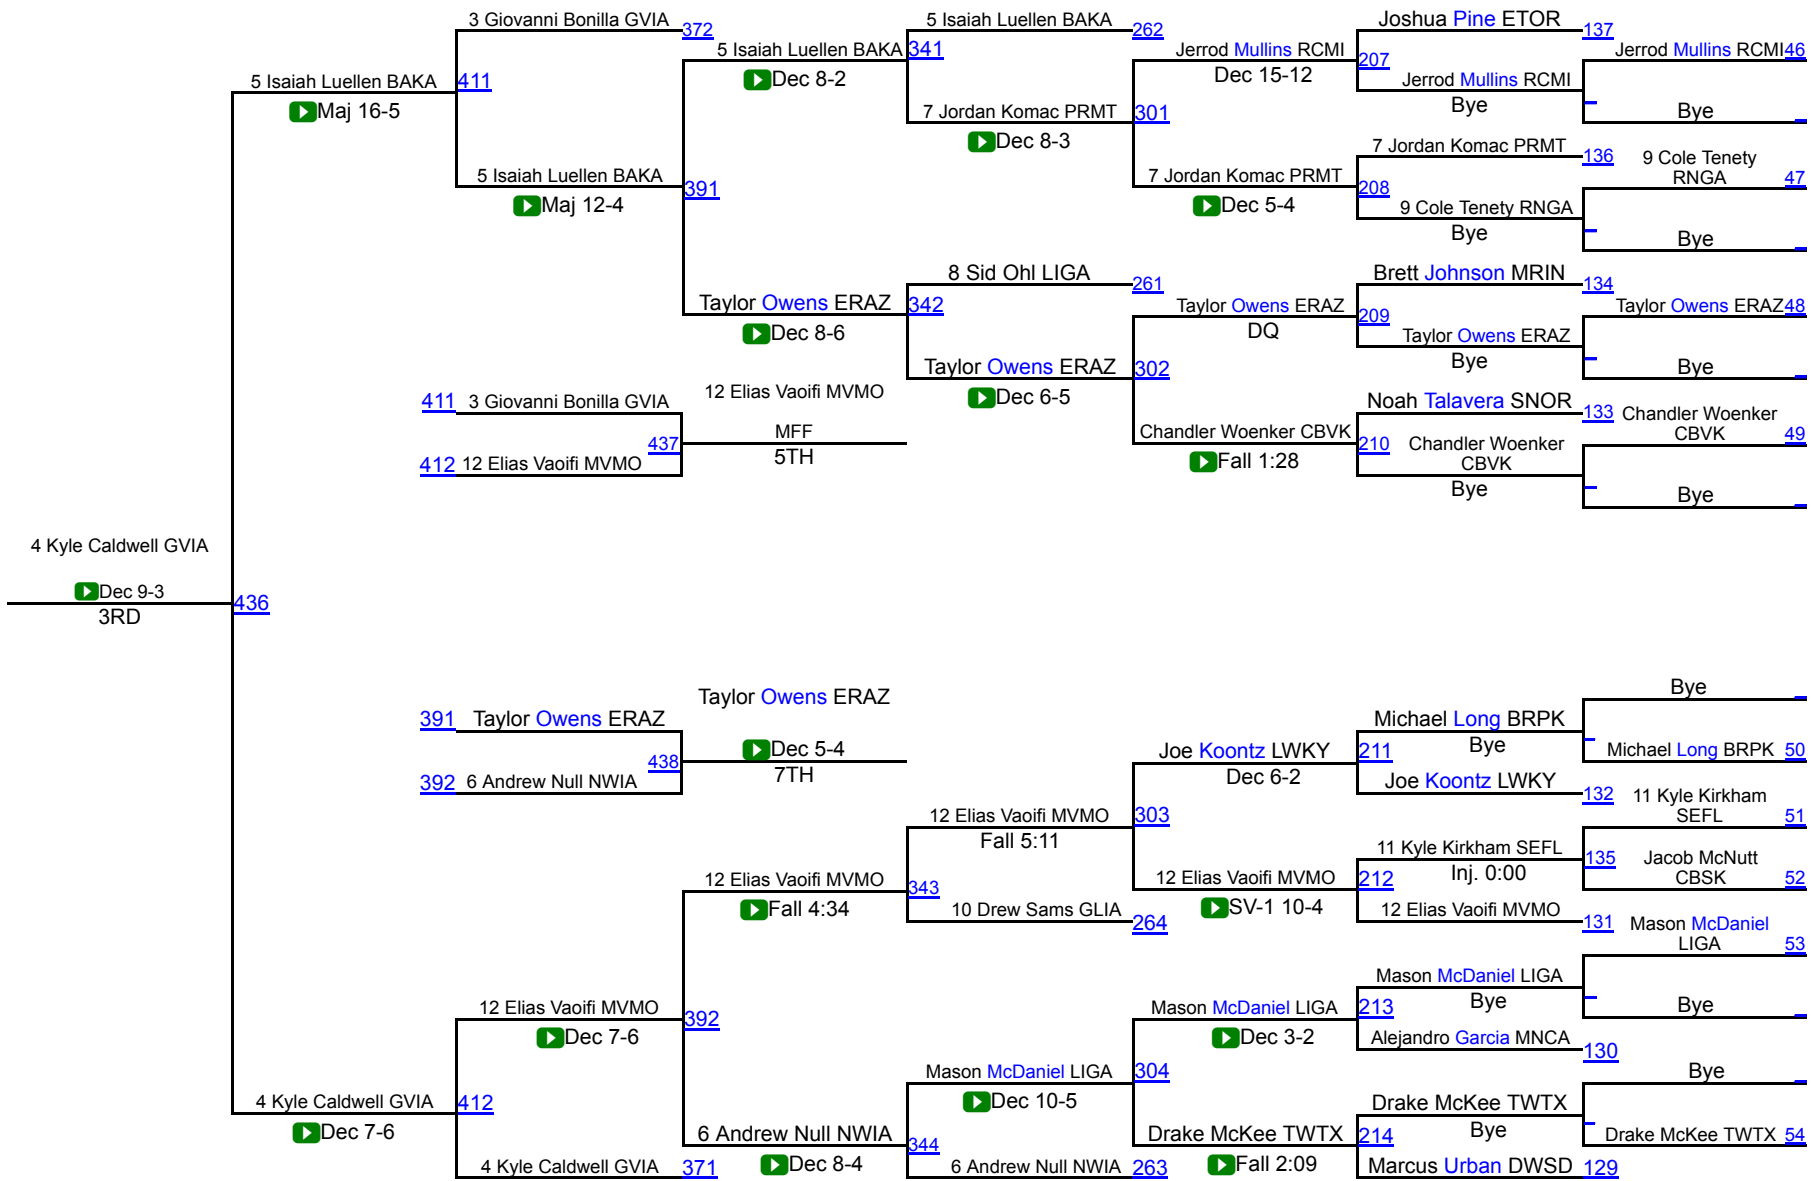 3 Giovanni Bonilla GVIA
372
5 Isaiah Luellen BAKA
411
Maj 16-5
5 Isaiah Luellen BAKA
Maj 12-4
391
5 Isaiah Luellen BAKA
341
Dec 8-2
5 Isaiah Luellen BAKA
262
7 Jordan Komac PRMT
301
Dec 8-3
Jerrod Mullins RCMI
207
Dec 15-12
Joshua Pine ETOR
137
Jerrod Mullins RCMI
Bye
Jerrod Mullins RCMI 46
Bye
7 Jordan Komac PRMT
208
Dec 5-4
7 Jordan Komac PRMT
136
9 Cole Tenety RNGA
Bye
9 Cole Tenety
RNGA
47
Bye
Taylor Owens ERAZ
342
Dec 8-6
8 Sid Ohl LIGA
261
Taylor Owens ERAZ
302
Dec 6-5
Taylor Owens ERAZ
209
DQ
Brett Johnson MRIN
134
Taylor Owens ERAZ
Bye
Taylor Owens ERAZ 48
Bye
Chandler Woenker CBVK
210
Fall 1:28
Noah Talavera SNOR
133
Chandler Woenker
CBVK
Bye
Chandler Woenker
CBVK
49
Bye
411 3 Giovanni Bonilla GVIA
437
412 12 Elias Vaoifi MVMO
12 Elias Vaoifi MVMO
MFF
5TH
4 Kyle Caldwell GVIA
Dec 9-3
436
3RD
391 Taylor Owens ERAZ
438
392 6 Andrew Null NWIA
Taylor Owens ERAZ
Dec 5-4
7TH
Joe Koontz LWKY
211
Dec 6-2
Michael Long BRPK
Bye
Bye
Michael Long BRPK 50
Joe Koontz LWKY
132
12 Elias Vaoifi MVMO
303
Fall 5:11
12 Elias Vaoifi MVMO
212
SV-1 10-4
11 Kyle Kirkham SEFL
135
Inj. 0:00
11 Kyle Kirkham
SEFL
51
Jacob McNutt
CBSK
52
12 Elias Vaoifi MVMO
131
12 Elias Vaoifi MVMO
343
Fall 4:34
10 Drew Sams GLIA
264
12 Elias Vaoifi MVMO
392
Dec 7-6
Mason McDaniel LIGA
213
Dec 3-2
Mason McDaniel LIGA
Bye
Mason McDaniel
LIGA
53
Bye
Alejandro Garcia MNCA
130
Mason McDaniel LIGA
304
Dec 10-5
Drake McKee TWTX
214
Fall 2:09
Drake McKee TWTX
Bye
Bye
Drake McKee TWTX 54
Marcus Urban DWSD
129
4 Kyle Caldwell GVIA
412
Dec 7-6
6 Andrew Null NWIA
344
Dec 8-4
6 Andrew Null NWIA
263
4 Kyle Caldwell GVIA
371